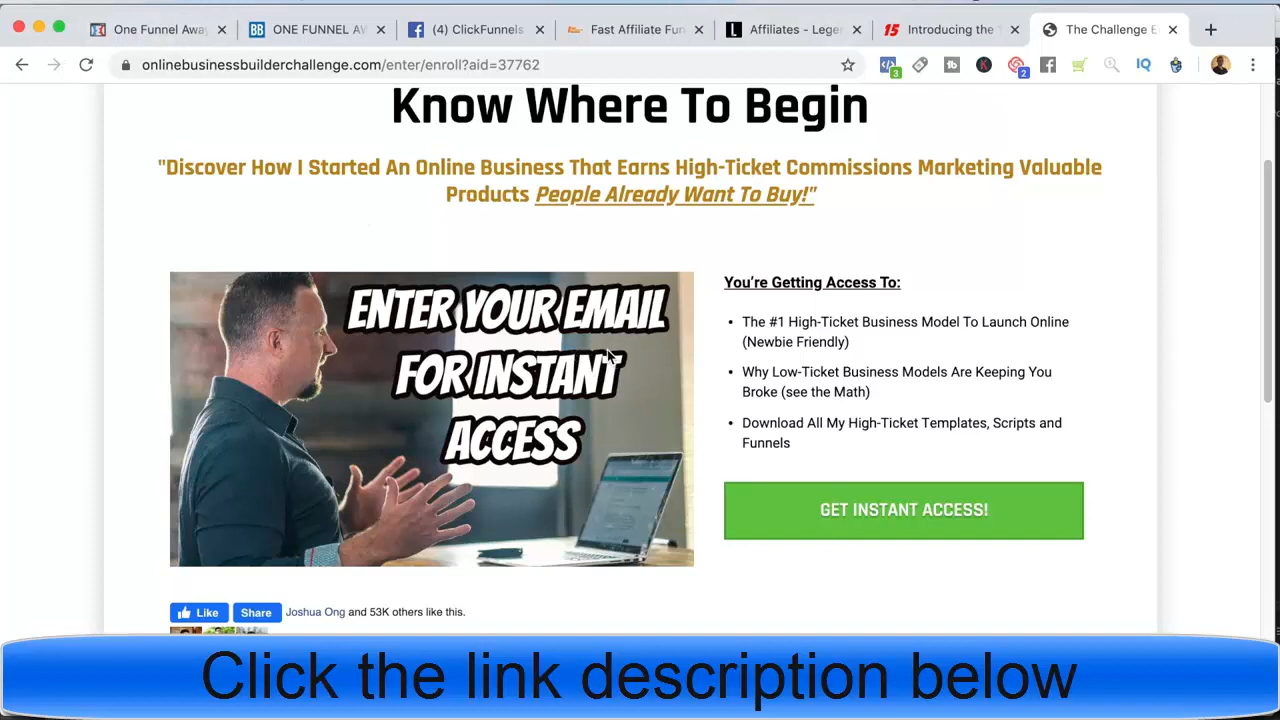 One Funnel Away
ONE FUNNEL AW
(4) ClickFunnels
Fast Affiliate Fun
Affiliates - Lege
Introducing the
The Challenge E
onlinebusinessbuilderchallenge.com/enter/enroll?aid=37762
3
2
IQ
Know Where To Begin
"Discover How I Started An Online Business That Earns High-Ticket Commissions Marketing Valuable
Products People Already Want To Buy!"
ENTER YOUR EMAIL
FOR INSTANT
ACCESS
You're Getting Access To:
• The #1 High-Ticket Business Model To Launch Online
(Newbie Friendly)
• Why Low-Ticket Business Models Are Keeping You
Broke (see the Math)
• Download All My High-Ticket Templates, Scripts and
Funnels
GET INSTANT ACCESS!
Like
Share
Joshua Ong and 53K others like this.
Click the link description below